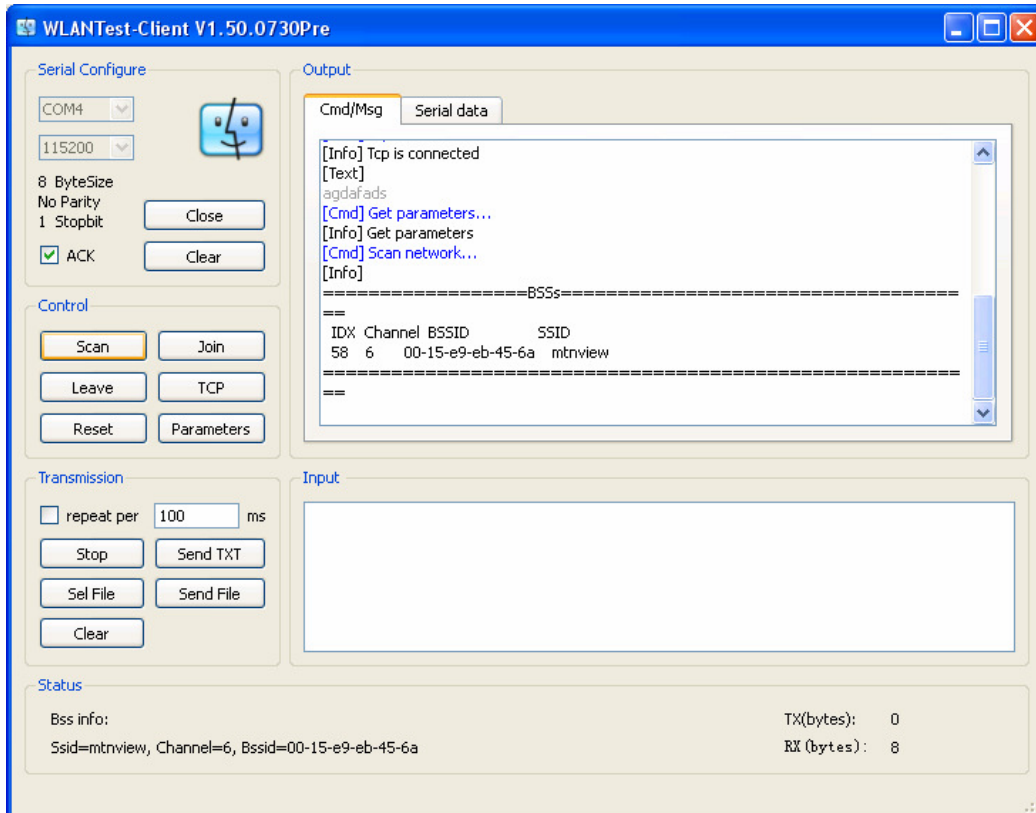 WLANTest-Client V1.50.0730Pre
Serial Configure
COM4
115200
8 ByteSize
No Parity
1 Stopbit
Close
ACK
Clear
Control
Scan
Join
Leave
TCP
Reset
Parameters
Transmission
repeat per 100 ms
Stop
Send TXT
Sel File
Send File
Clear
Output
Cmd/Msg
Serial data
[Info] Tcp is connected
[Text]
agdafads
[Cmd] Get parameters...
[Info] Get parameters
[Cmd] Scan network...
[Info]
==================BSSs===================================
==
IDX Channel BSSID SSID
58 6 00-15-e9-eb-45-6a mtnview
========================================================
==
Input
Status
Bss info:
Ssid=mtnview, Channel=6, Bssid=00-15-e9-eb-45-6a
TX(bytes): 0
RX(bytes): 8